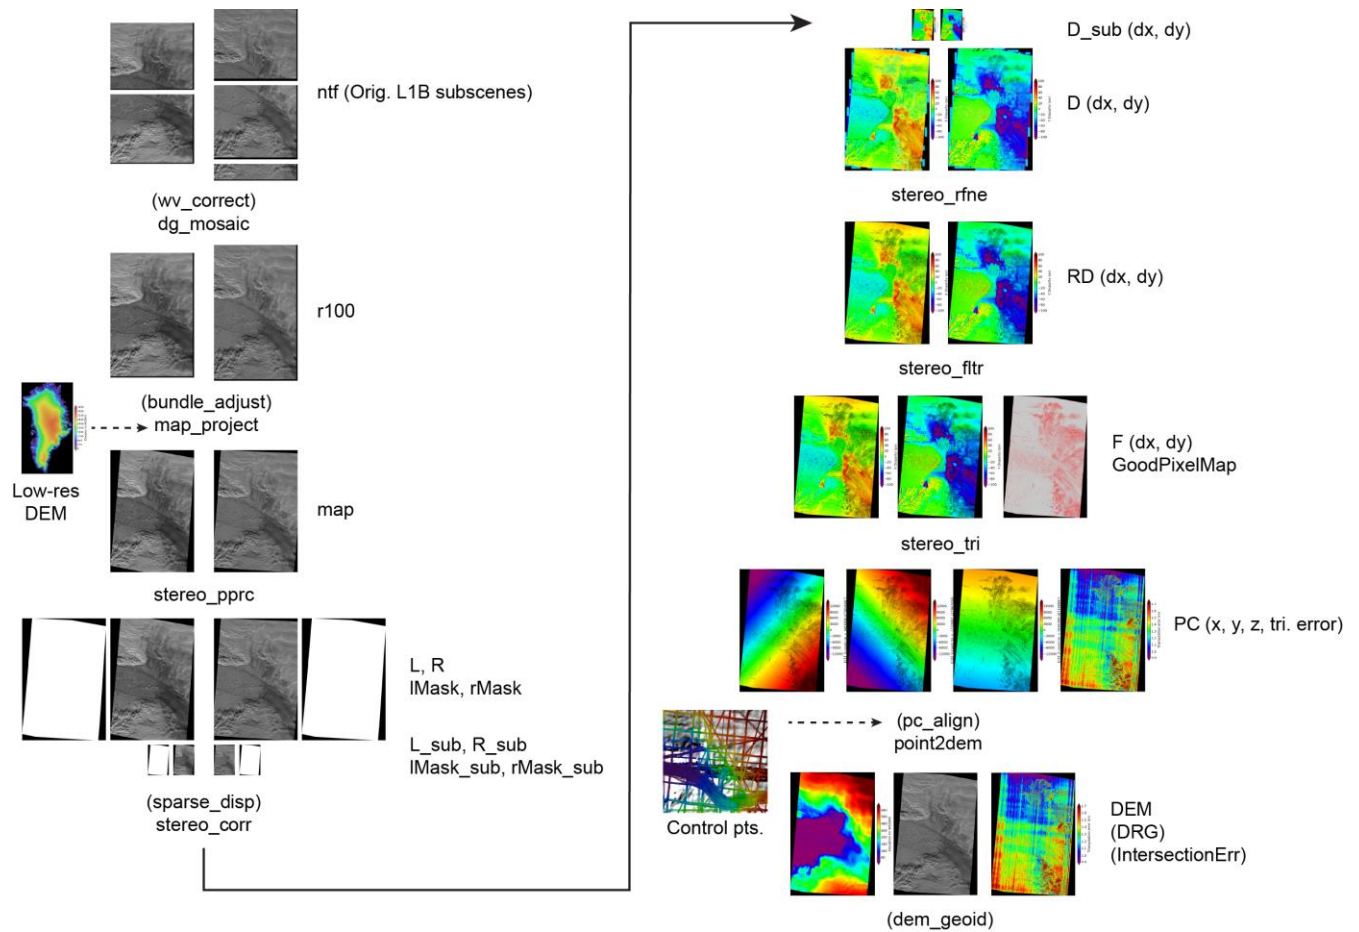 ntf (Orig. L1B subscenes)
(wv_correct)
dg_mosaic
r100
(bundle_adjust)
map_project
Low-res
DEM
map
stereo_pprc
L, R
lMask, rMask
L_sub, R_sub
lMask_sub, rMask_sub
(sparse_disp)
stereo_corr
D_sub (dx, dy)
D (dx, dy)
stereo_rfne
RD (dx, dy)
stereo_fltr
F (dx, dy)
GoodPixelMap
stereo_tri
PC (x, y, z, tri. error)
(pc_align)
point2dem
Control pts.
DEM
(DRG)
(IntersectionErr)
(dem_geoid)